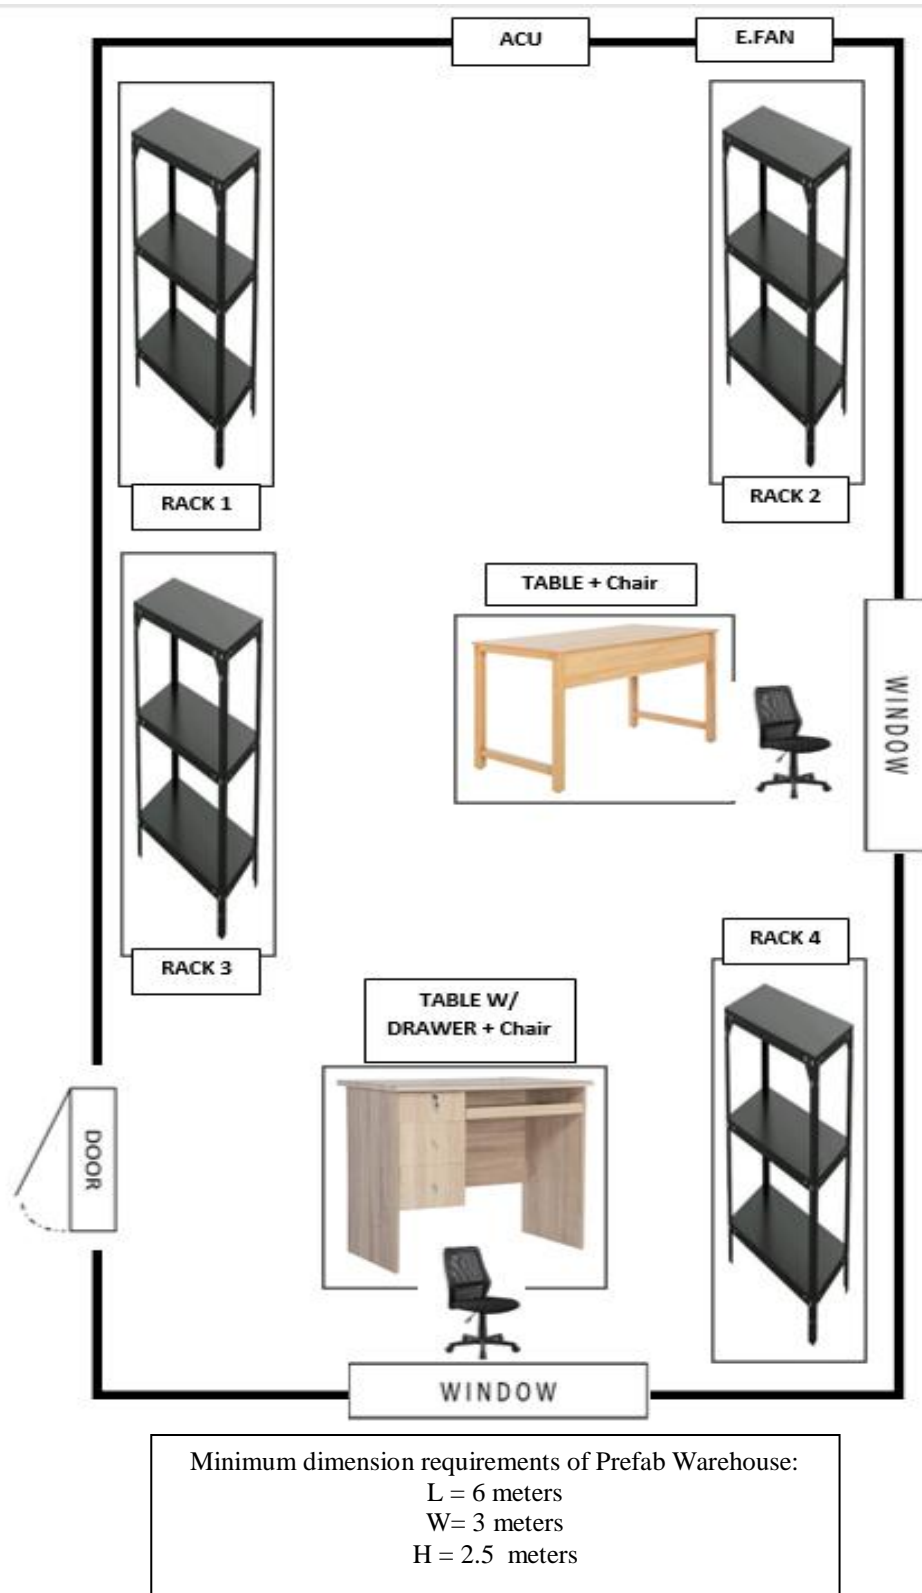 ACU
E.FAN
RACK 1
RACK 2
TABLE + Chair
WINDOW
RACK 3
RACK 4
TABLE W/
DRAWER + Chair
DOOR
WINDOW
Minimum dimension requirements of Prefab Warehouse:
L = 6 meters
W= 3 meters
H = 2.5 meters